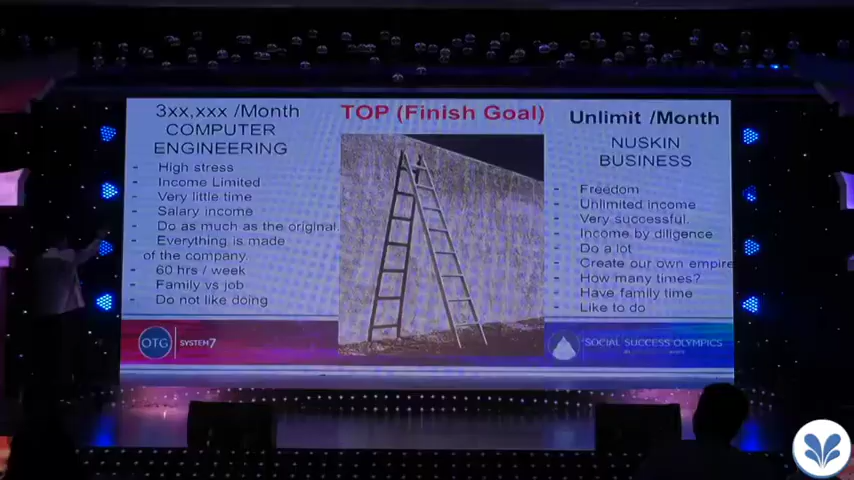 3xx,xxx /Month
COMPUTER
ENGINEERING
- High stress
- Income Limited
- Very little time
- Salary income
- Do as much as the original.
- Everything is made
of the company.
- 60 hrs / week
- Family vs job
- Do not like doing
TOP (Finish Goal)
Unlimit /Month
NUSKIN
BUSINESS
- Freedom
- Unlimited income
- Very successful.
- Income by diligence
- Do a lot
- Create our own empire
- How many times?
- Have family time
- Like to do
OTG
SYSTEM7
SOCIAL SUCCESS OLYMPICS